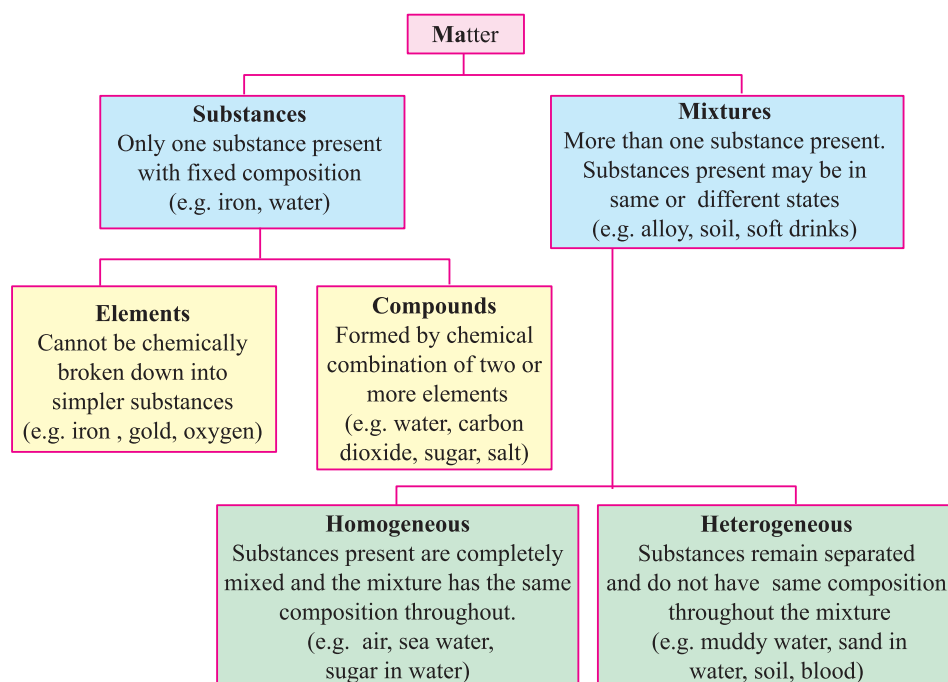 Matter
Substances
Only one substance present
with fixed composition
(e.g. iron, water)
Mixtures
More than one substance present.
Substances present may be in
same or different states
(e.g. alloy, soil, soft drinks)
Elements
Cannot be chemically
broken down into
simpler substances
(e.g. iron , gold, oxygen)
Compounds
Formed by chemical
combination of two or
more elements
(e.g. water, carbon
dioxide, sugar, salt)
Homogeneous
Substances present are completely
mixed and the mixture has the same
composition throughout.
(e.g. air, sea water,
sugar in water)
Heterogeneous
Substances remain separated
and do not have same composition
throughout the mixture
(e.g. muddy water, sand in
water, soil, blood)